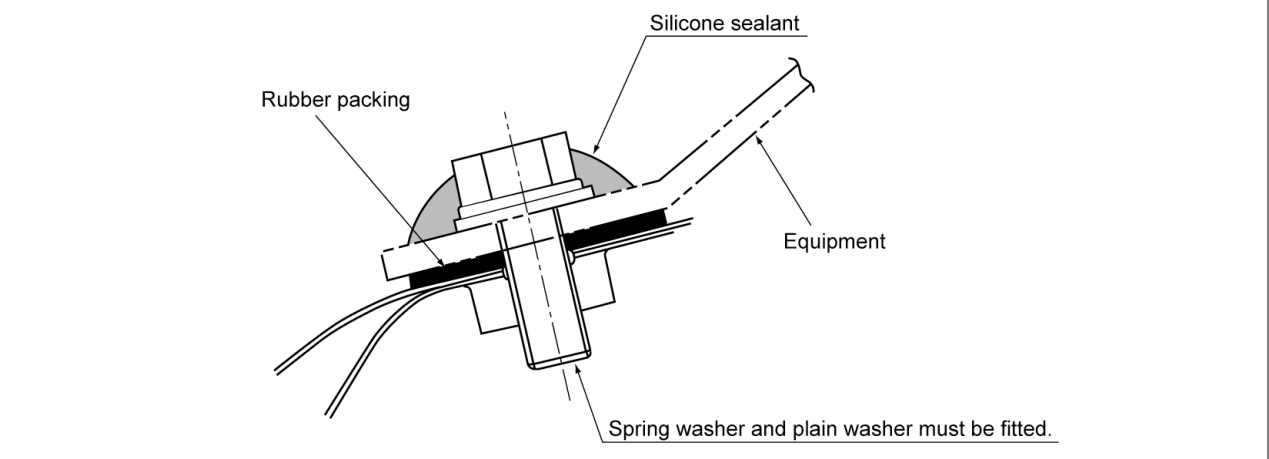 Silicone sealant
Rubber packing
Equipment
Spring washer and plain washer must be fitted.